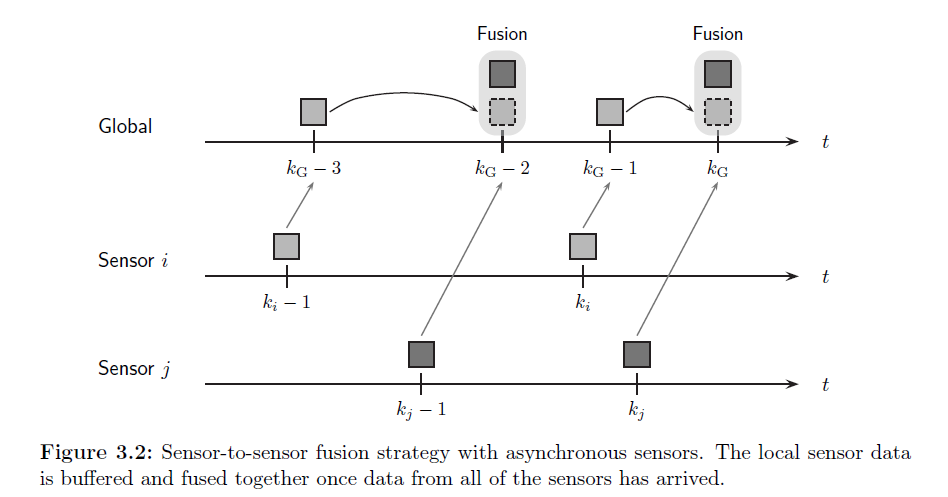 Fusion Fusion
Global
t
k_G − 3 k_G − 2 k_G − 1 k_G
Sensor i
t
k_i − 1 k_i
Sensor j
t
k_j − 1 k_j
Figure 3.2: Sensor-to-sensor fusion strategy with asynchronous sensors. The local sensor data
is buffered and fused together once data from all of the sensors has arrived.